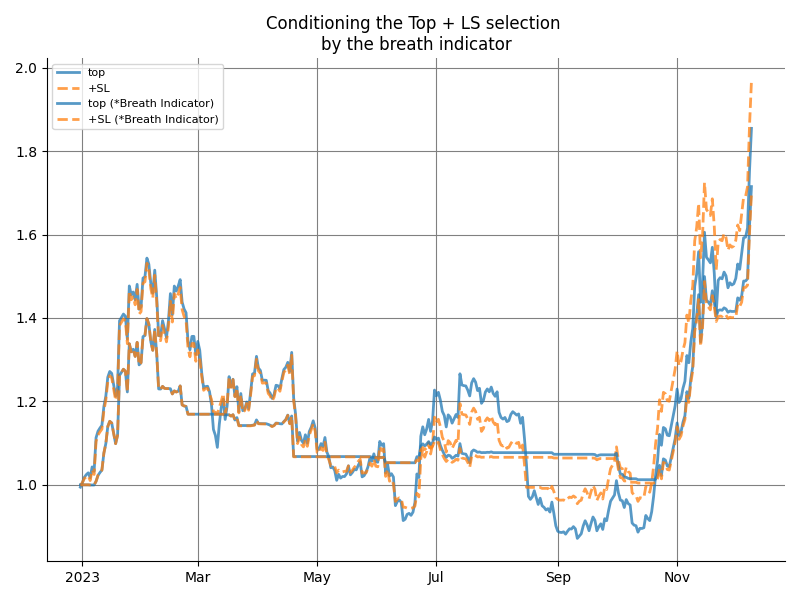 Conditioning the Top + LS selection
by the breath indicator
top
+SL
top (*Breath Indicator)
+SL (*Breath Indicator)
2.0
1.8
1.6
1.4
1.2
1.0
2023 Mar May Jul Sep Nov